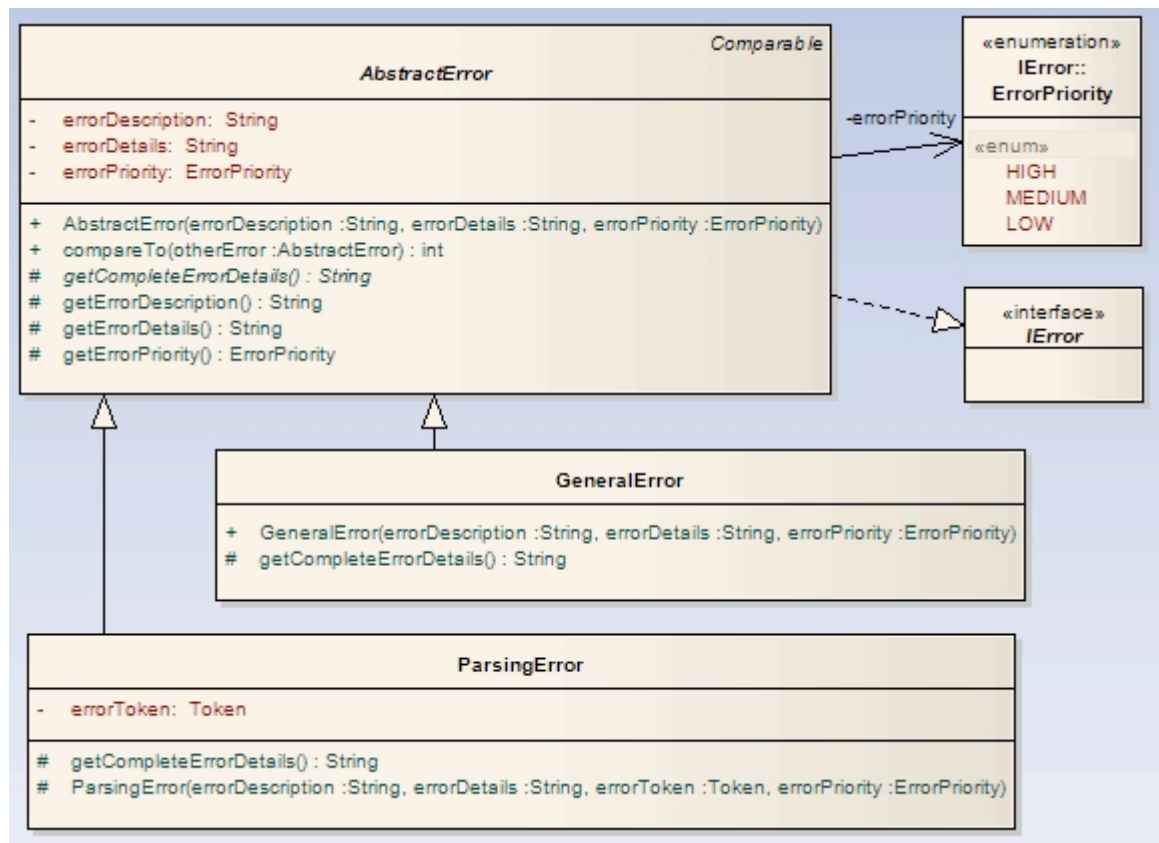 Comparable
AbstractError
- errorDescription: String
- errorDetails: String
- errorPriority: ErrorPriority
+ AbstractError(errorDescription :String, errorDetails :String, errorPriority :ErrorPriority)
+ compareTo(otherError :AbstractError) : int
# getCompleteErrorDetails() : String
# getErrorDescription() : String
# getErrorDetails() : String
# getErrorPriority() : ErrorPriority
-errorPriority
«enumeration»
IError::
ErrorPriority
«enum»
HIGH
MEDIUM
LOW
«interface»
IError
GeneralError
+ GeneralError(errorDescription :String, errorDetails :String, errorPriority :ErrorPriority)
# getCompleteErrorDetails() : String
ParsingError
- errorToken: Token
# getCompleteErrorDetails() : String
# ParsingError(errorDescription :String, errorDetails :String, errorToken :Token, errorPriority :ErrorPriority)